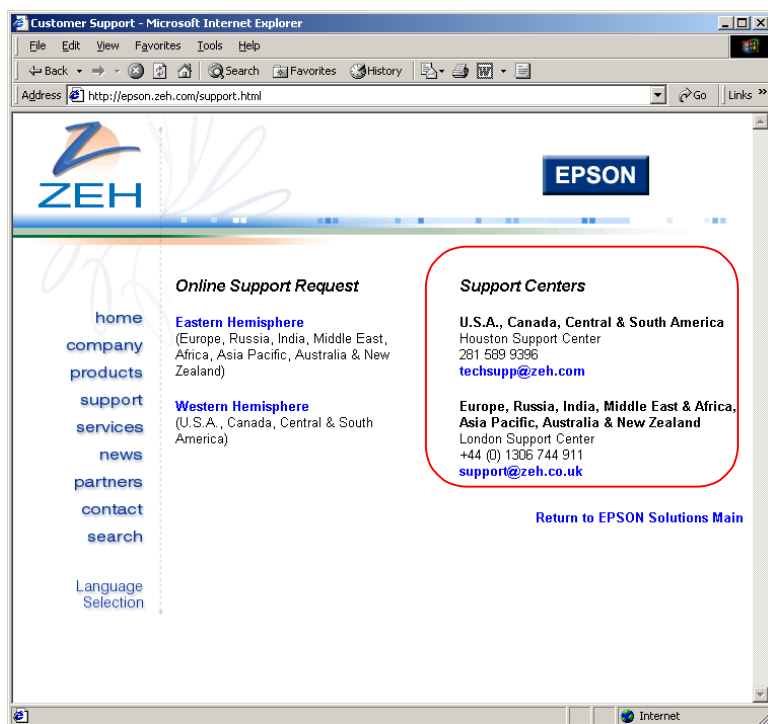 Customer Support - Microsoft Internet Explorer
File Edit View Favorites Tools Help
Back Search Favorites History
Address http://epson.zeh.com/support.html Go Links »
ZEH
EPSON
Online Support Request
Eastern Hemisphere
(Europe, Russia, India, Middle East,
Africa, Asia Pacific, Australia & New
Zealand)
Western Hemisphere
(U.S.A., Canada, Central & South
America)
Support Centers
U.S.A., Canada, Central & South America
Houston Support Center
281 589 9396
techsupp@zeh.com
Europe, Russia, India, Middle East & Africa,
Asia Pacific, Australia & New Zealand
London Support Center
+44 (0) 1306 744 911
support@zeh.co.uk
Return to EPSON Solutions Main
home
company
products
support
services
news
partners
contact
search
Language
Selection
Internet